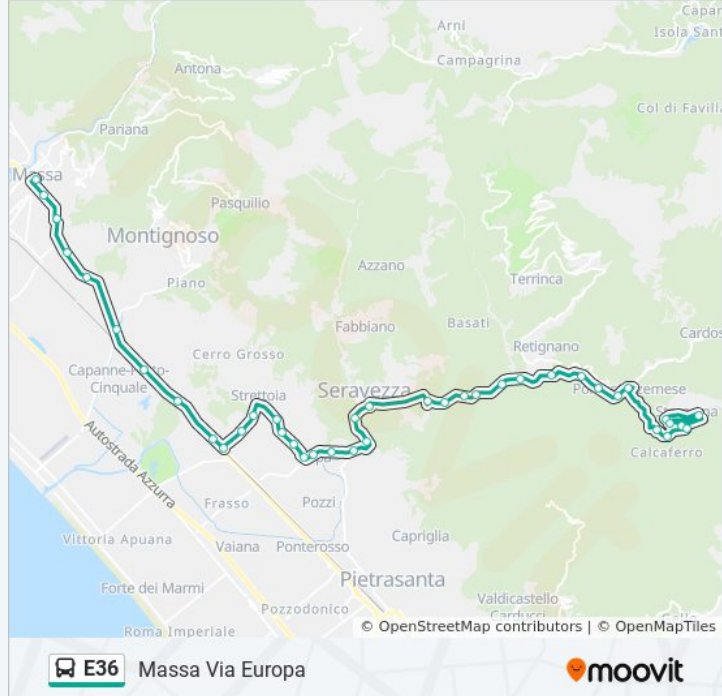 Capan
Arni
Isola Sant
Campagrina
Antona
Col di Favilla
Pariana
Massa
Pasquilio
Montignoso
Azzano
Terrinca
Piano
Fabbiano
Basati
Cardos
Retignano
Cerro Grosso
Capanne-Prato-
Cinquale
Strettoia
Seravezza
Calcaferro
Autostrada Azzurra
Frasso
Pozzi
Vittoria Apuana
Vaiana
Ponterosso
Capriglia
Pietrasanta
Forte dei Marmi
Valdicastello
Carducci
Pozzodonico
Roma Imperiale
© OpenStreetMap contributors | © OpenMapTiles
E36 Massa Via Europa
moovit